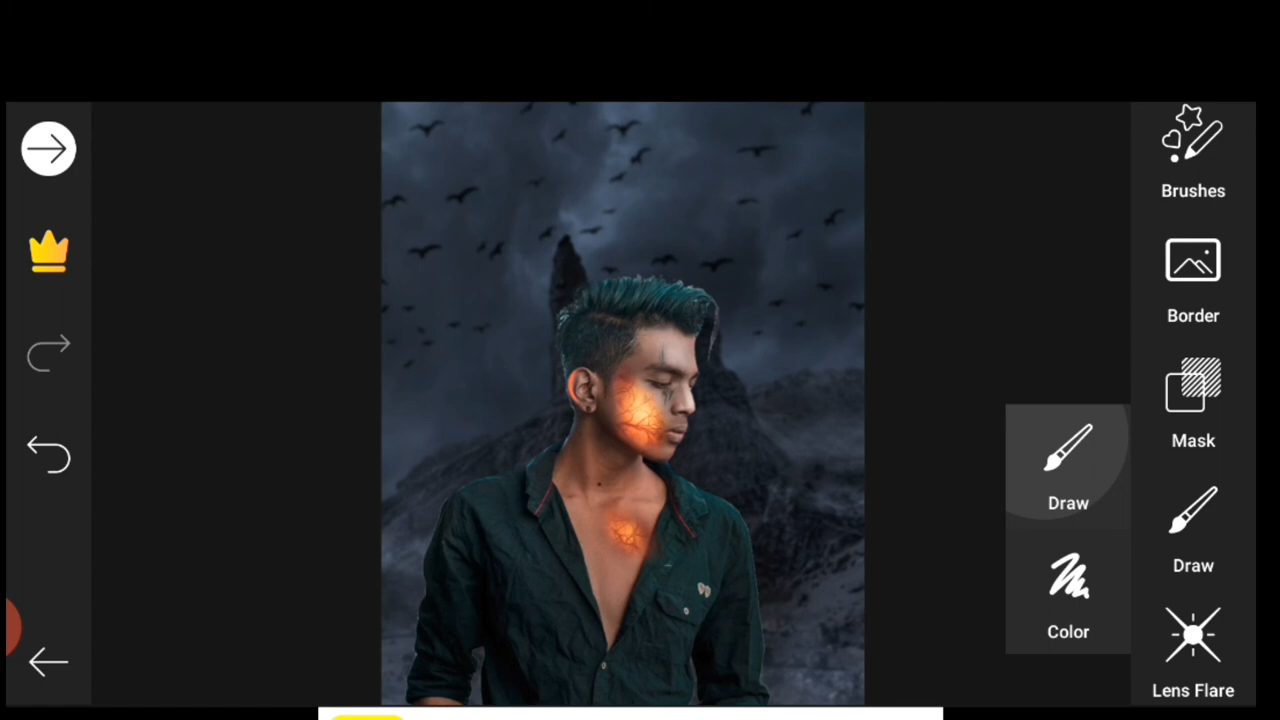 Brushes
Border
Mask
Draw
Draw
Color
Lens Flare